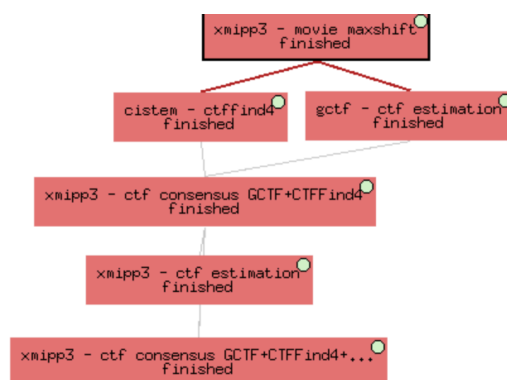 xmipp3 - movie maxshift
finished
cistem - ctffind4
finished
gctf - ctf estimation
finished
xmipp3 - ctf consensus GCTF+CTFFind4
finished
xmipp3 - ctf estimation
finished
xmipp3 - ctf consensus GCTF+CTFFind4+...
finished